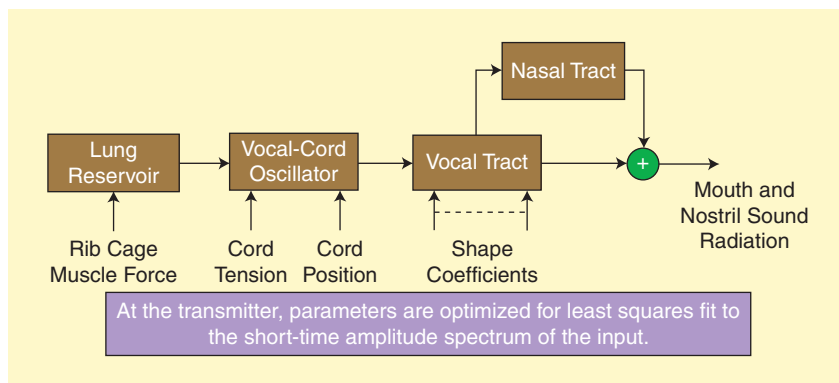 Nasal Tract
Lung
Reservoir
Vocal-Cord
Oscillator
Vocal Tract
+
Mouth and
Nostril Sound
Radiation
Rib Cage
Muscle Force
Cord
Tension
Cord
Position
Shape
Coefficients
At the transmitter, parameters are optimized for least squares fit to
the short-time amplitude spectrum of the input.